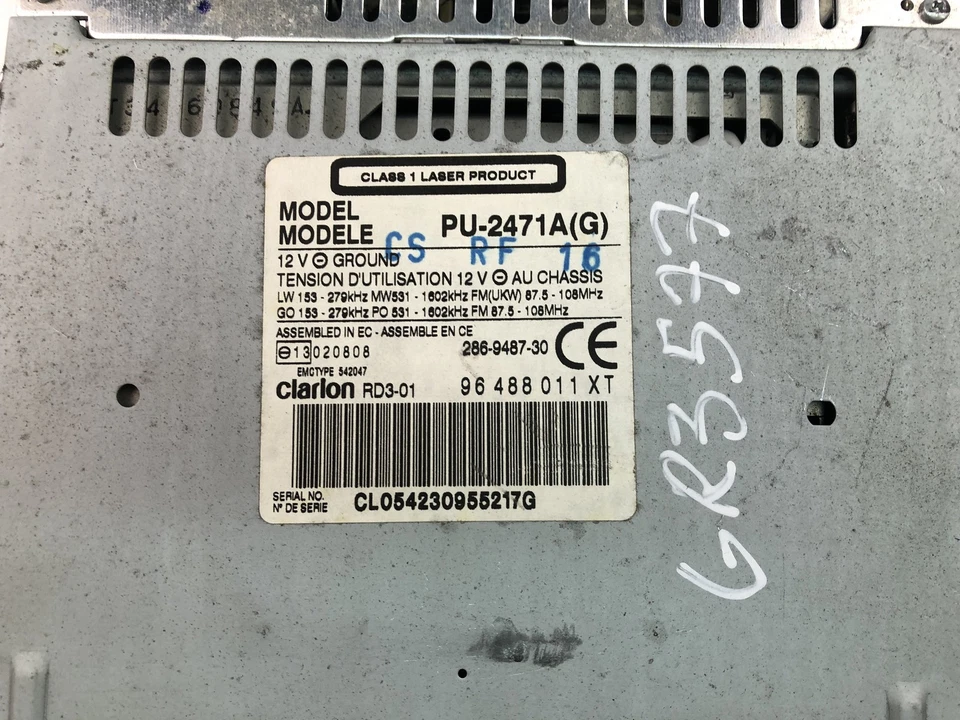 CLASS 1 LASER PRODUCT
MODEL
MODELE PU-2471A(G)
CS RF 16
12 V ⊖ GROUND
TENSION D'UTILISATION 12 V ⊖ AU CHASSIS
LW 153 - 279kHz MW531 - 1602kHz FM(UKW) 87.5 - 108MHz
GO 153 - 279kHz PO 531 - 1602kHz FM 87.5 - 108MHz
ASSEMBLED IN EC - ASSEMBLE EN CE
e13 020808 286-9487-30 CE
EMCTYPE 542047
clarion RD3-01 96 488 011 XT
SERIAL NO.
Nº DE SERIE CL054230955217G
GR3577